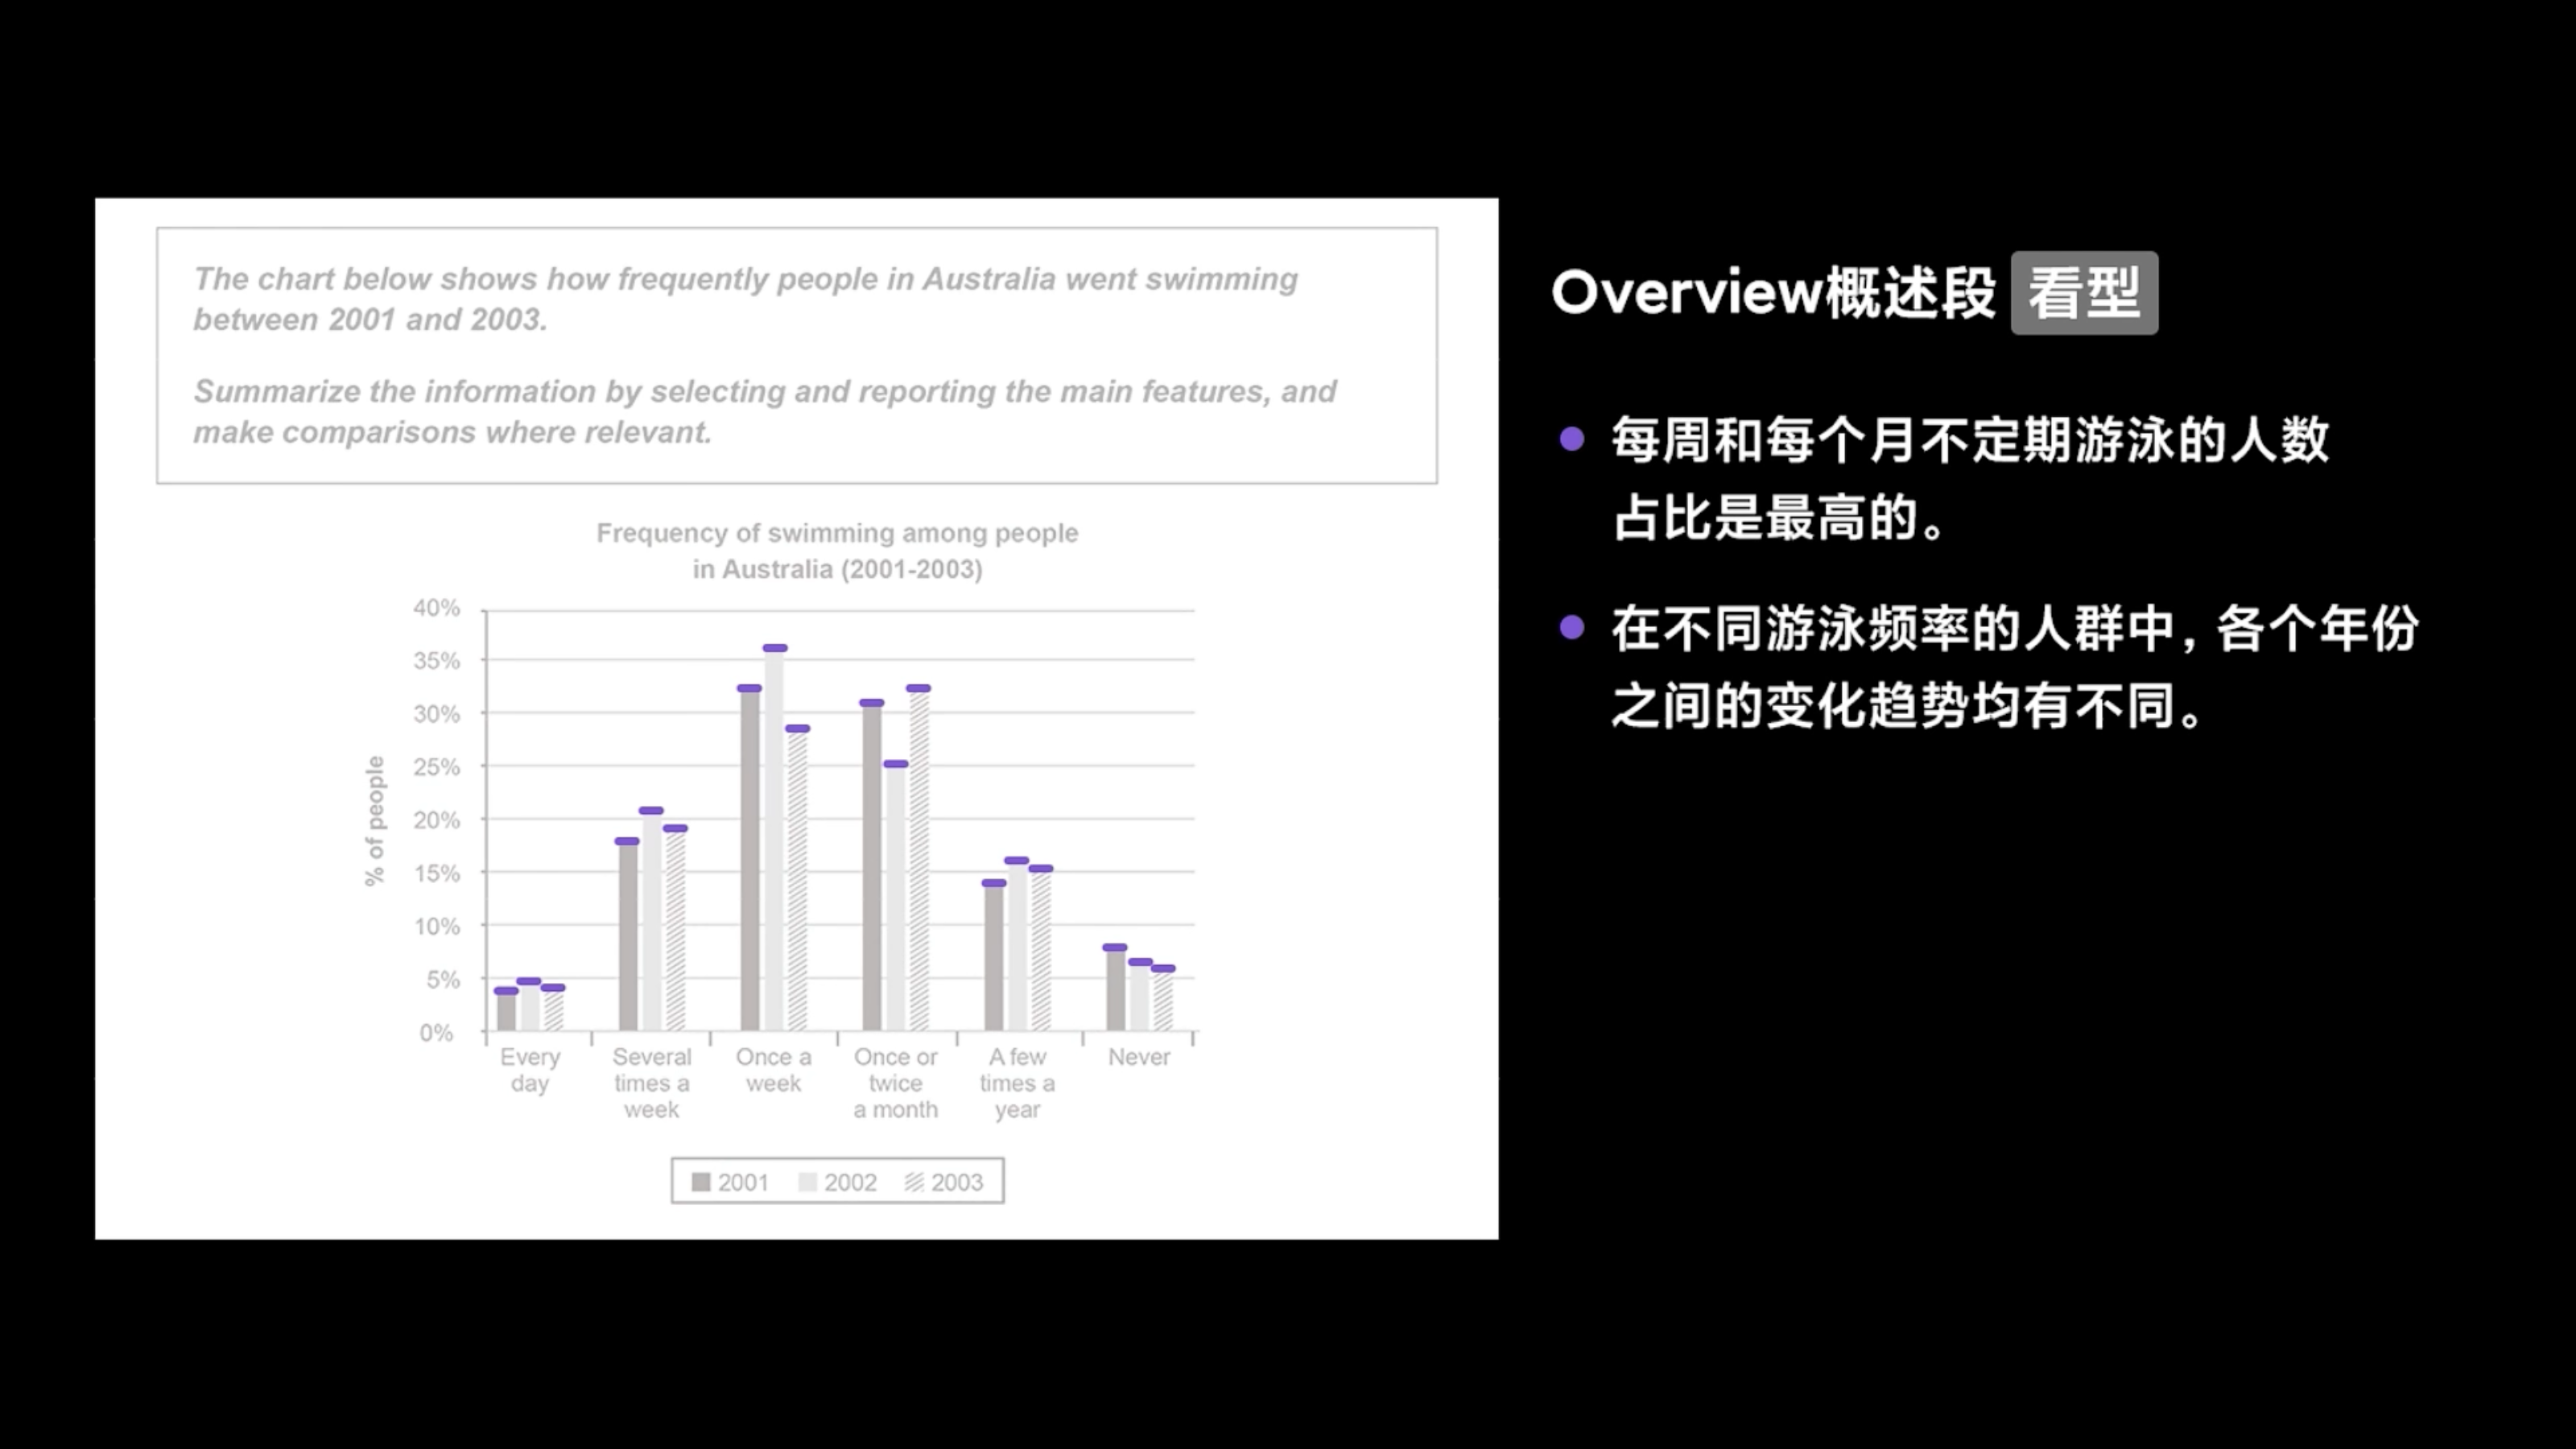 The chart below shows how frequently people in Australia went swimming
between 2001 and 2003.
Summarize the information by selecting and reporting the main features, and
make comparisons where relevant.
Frequency of swimming among people
in Australia (2001-2003)
% of people
40%
35%
30%
25%
20%
15%
10%
5%
0%
Every
day
Several
times a
week
Once a
week
Once or
twice
a month
A few
times a
year
Never
2001
2002
2003
Overview概述段 看型
每周和每个月不定期游泳的人数
占比是最高的。
在不同游泳频率的人群中,各个年份
之间的变化趋势均有不同。